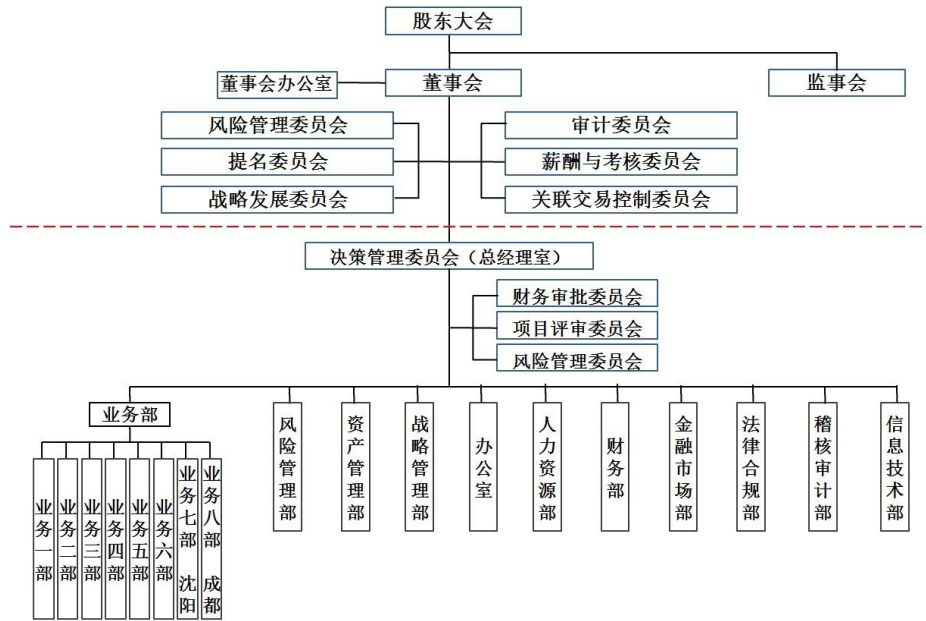 股东大会
董事会办公室
董事会
监事会
风险管理委员会
审计委员会
提名委员会
薪酬与考核委员会
战略发展委员会
关联交易控制委员会
决策管理委员会（总经理室）
财务审批委员会
项目评审委员会
风险管理委员会
业务部
风险管理部
资产管理部
战略管理部
办公室
人力资源部
财务部
金融市场部
法律合规部
稽核审计部
信息技术部
业务一部
业务二部
业务三部
业务四部
业务五部
业务六部
业务七部 沈阳
业务八部 成都